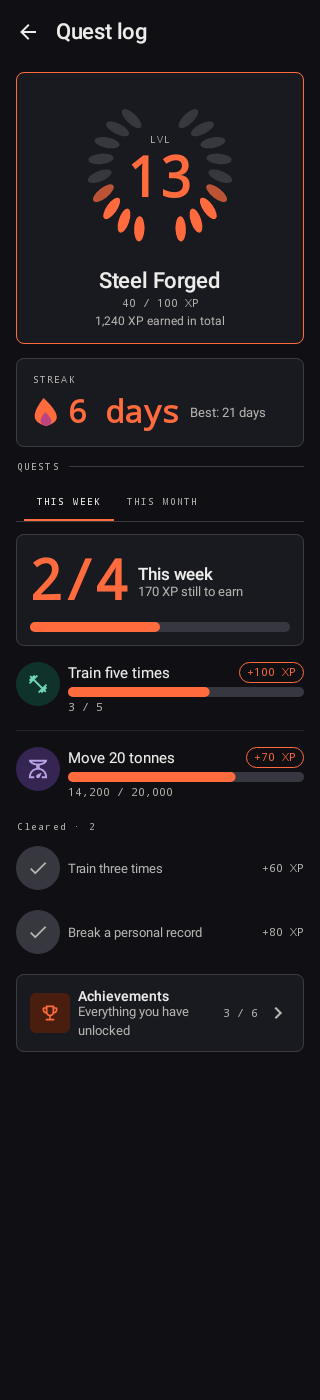 Quest log
LVL
13
Steel Forged
40 / 100 XP
1,240 XP earned in total
STREAK
6 days Best: 21 days
QUESTS
THIS WEEK THIS MONTH
2/4 This week
170 XP still to earn
Train five times +100 XP
3 / 5
Move 20 tonnes +70 XP
14,200 / 20,000
Cleared · 2
Train three times +60 XP
Break a personal record +80 XP
Achievements
Everything you have
unlocked
3 / 6